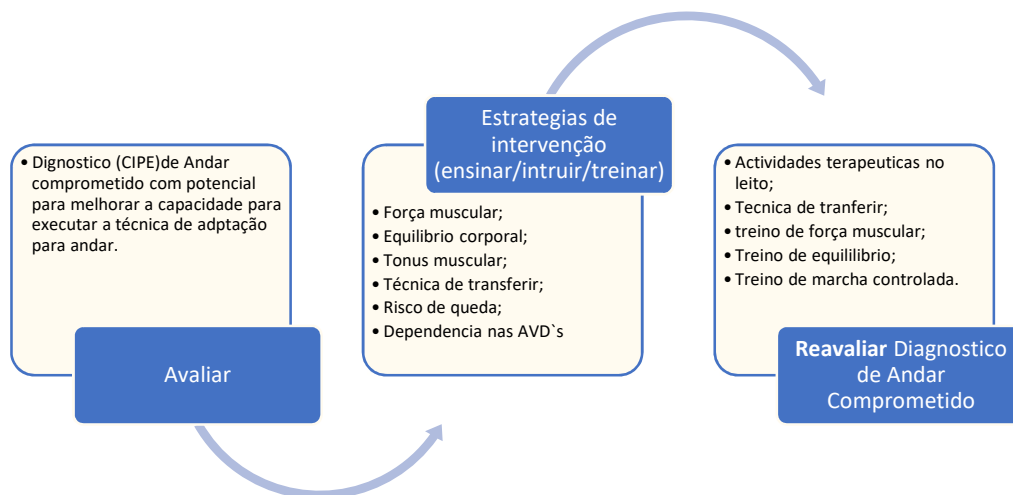 • Dignostico (CIPE)de Andar
comprometido com potencial
para melhorar a capacidade para
executar a técnica de adptação
para andar.
Avaliar
Estrategias de
intervenção
(ensinar/intruir/treinar)
• Força muscular;
• Equilibrio corporal;
• Tonus muscular;
• Técnica de transferir;
• Risco de queda;
• Dependencia nas AVD`s
• Actividades terapeuticas no
leito;
• Tecnica de tranferir;
• treino de força muscular;
• Treino de equililibrio;
• Treino de marcha controlada.
Reavaliar Diagnostico
de Andar
Comprometido